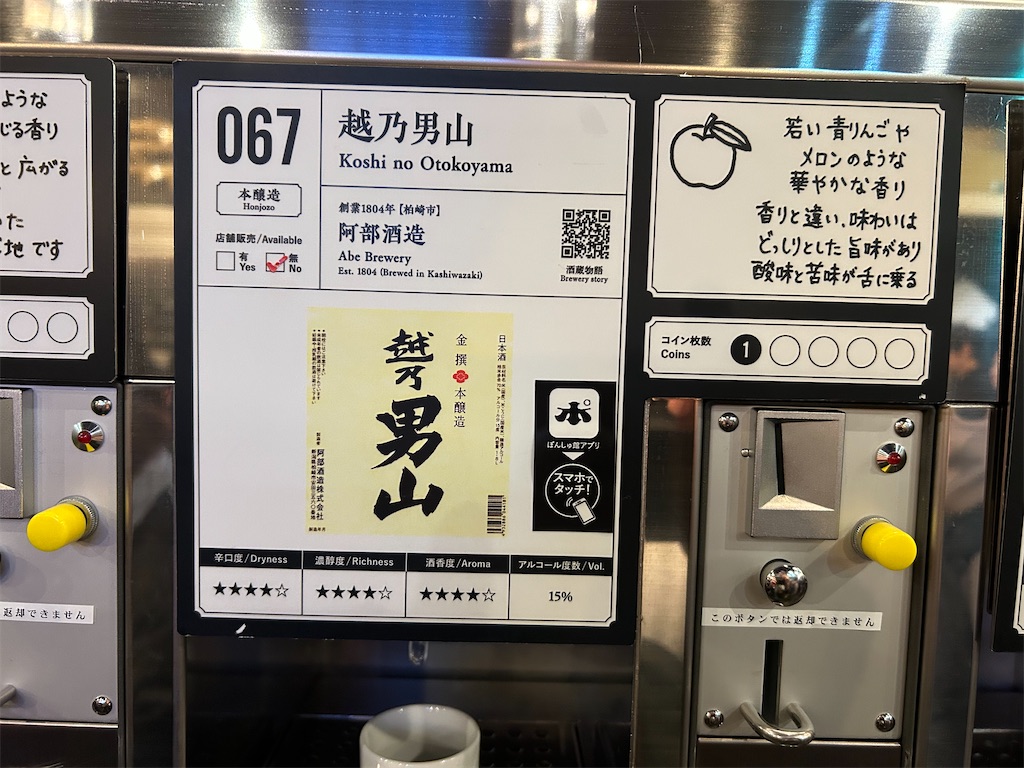 ような
じる香り
と広がる
った
地です
067
本醸造
Honjozo
店舗販売/Available
有
Yes
無
No
越乃男山
Koshi no Otokoyama
創業1804年【柏崎市】
阿部酒造
Abe Brewery
Est. 1804 (Brewed in Kashiwazaki)
酒蔵物語
Brewery story
日本酒
金撰 本醸造
越乃男山
阿部酒造株式会社
ぽ
ぽんしゅ館アプリ
スマホで
タッチ!
辛口度/Dryness
濃醇度/Richness
酒香度/Aroma
アルコール度数/Vol.
★★★★☆
★★★★☆
★★★★☆
15%
若い青りんごや
メロンのような
華やかな香り
香りと違い、味わいは
どっしりとした旨味があり
酸味と苦味が舌に乗る
コイン枚数
Coins
1
返却できません
このボタンでは返却できません